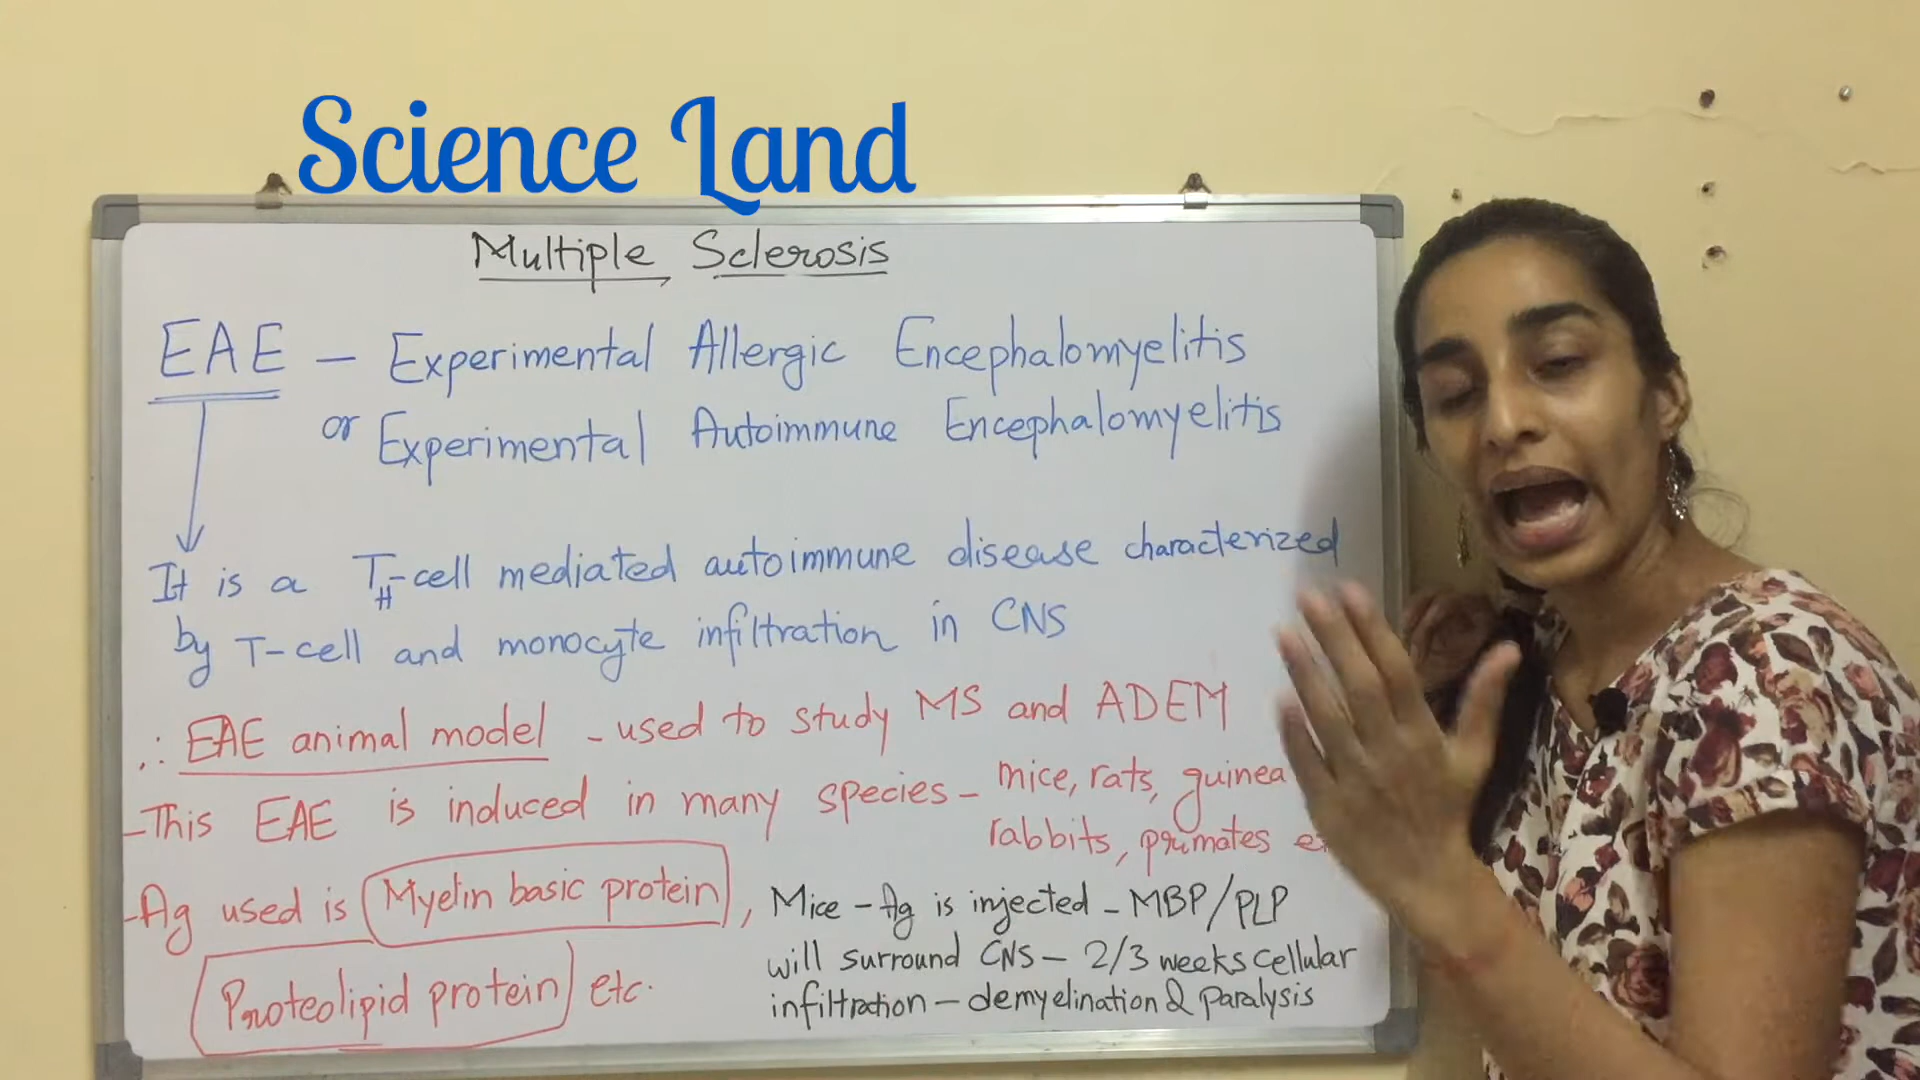 Science Land
Multiple Sclerosis
EAE – Experimental Allergic Encephalomyelitis
or Experimental Autoimmune Encephalomyelitis
It is a TH-cell mediated autoimmune disease characterized
by T-cell and monocyte infiltration in CNS
∴ EAE animal model - used to study MS and ADEM
- This EAE is induced in many species - mice, rats, guinea
rabbits, primates
- Ag used is Myelin basic protein,
Proteolipid protein etc.
Mice - Ag is injected - MBP/PLP
will surround CNS - 2/3 weeks cellular
infiltration - demyelination & paralysis